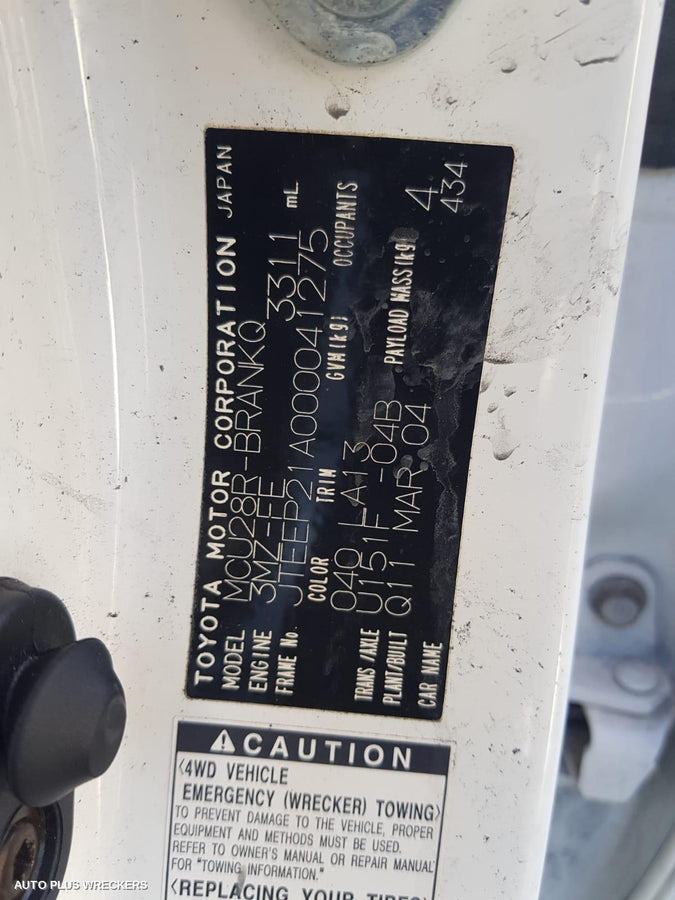 TOYOTA MOTOR CORPORATION JAPAN
MODEL MCU28R-BRANKQ
ENGINE 3MZ-FE 3311 mL
FRAME No. JTEEP21A000041275
COLOR TRIM GVM(kg) OCCUPANTS
040 LA13 4
TRANS/AXLE U151F -04B PAYLOAD MASS(kg) 434
PLANT/BUILT Q11 MAR 04
CAR NAME
CAUTION
<4WD VEHICLE
EMERGENCY (WRECKER) TOWING>
TO PREVENT DAMAGE TO THE VEHICLE, PROPER
EQUIPMENT AND METHODS MUST BE USED.
REFER TO OWNER'S MANUAL OR REPAIR MANUAL
FOR "TOWING INFORMATION."
<REPLACING YOUR TIRES>
AUTO PLUS WRECKERS